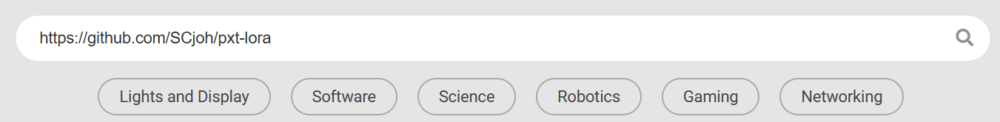 https://github.com/SCjoh/pxt-lora
Lights and Display Software Science Robotics Gaming Networking